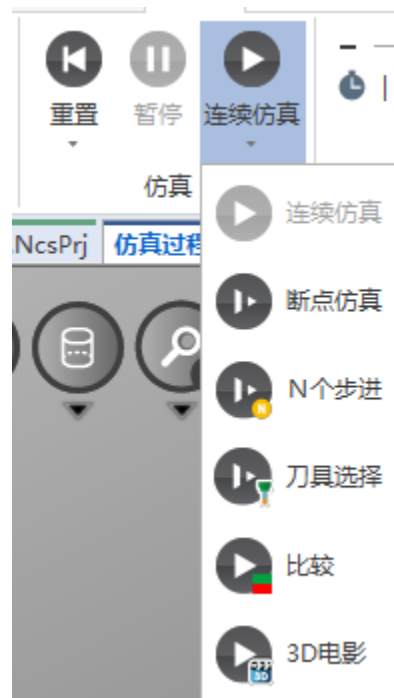 重置 暂停 连续仿真
仿真
.NcsPrj 仿真过程
连续仿真
断点仿真
N个步进
N
刀具选择
比较
3D电影
3D